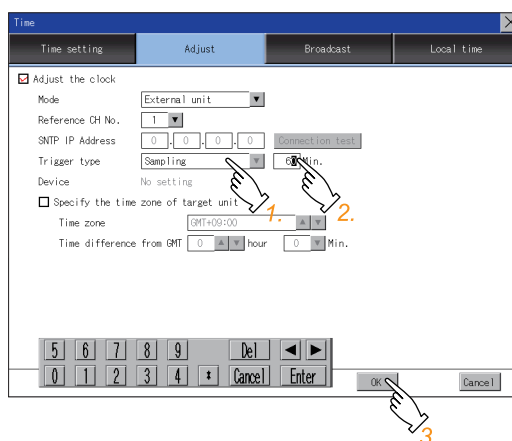 Time
Time setting Adjust Broadcast Local time
Adjust the clock
Mode External unit
Reference CH No. 1
SNTP IP Address 0 . 0 . 0 . 0 Connection test
Trigger type Sampling Min.
Device No setting
Specify the time zone of target unit
Time zone GMT+09:00
Time difference from GMT 0 hour 0 Min.
1. 2.
5 6 7 8 9 Del
0 1 2 3 4 Cancel Enter
OK Cancel
3